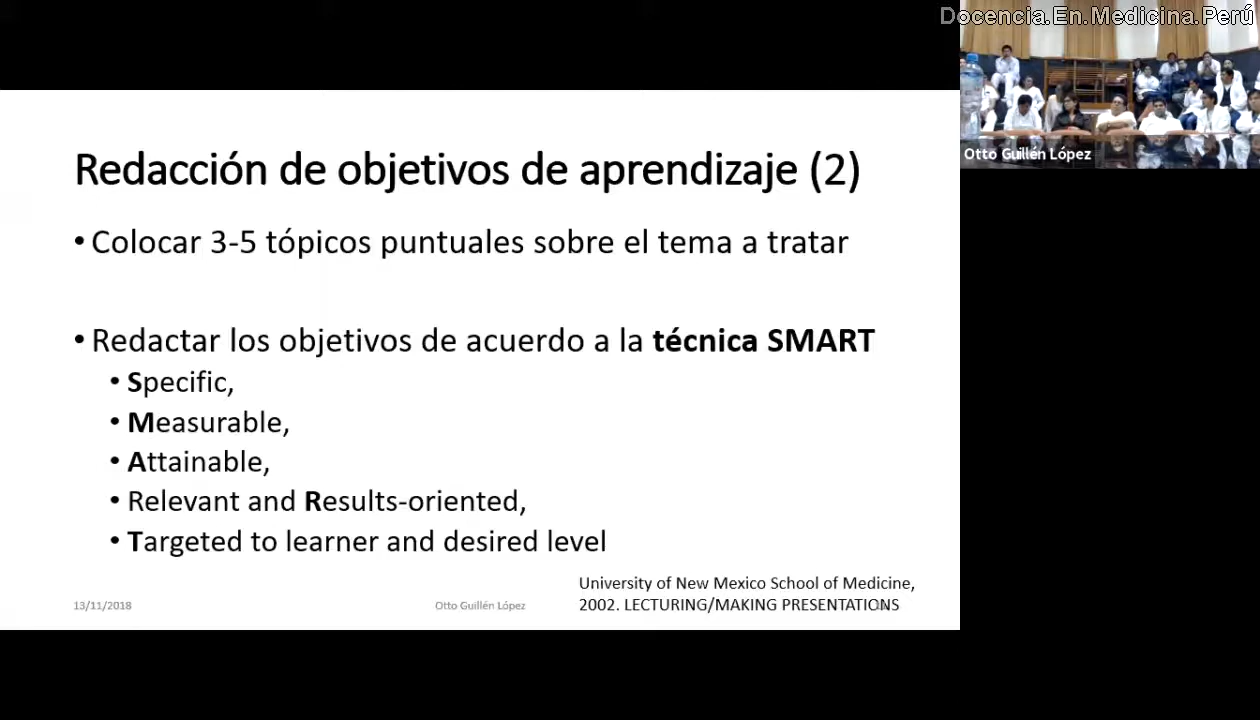 Docencia.En.Medicina.Perú
Otto Guillén López
Redacción de objetivos de aprendizaje (2)
• Colocar 3-5 tópicos puntuales sobre el tema a tratar
• Redactar los objetivos de acuerdo a la técnica SMART
• Specific,
• Measurable,
• Attainable,
• Relevant and Results-oriented,
• Targeted to learner and desired level
University of New Mexico School of Medicine,
2002. LECTURING/MAKING PRESENTATIONS
13/11/2018
Otto Guillén López